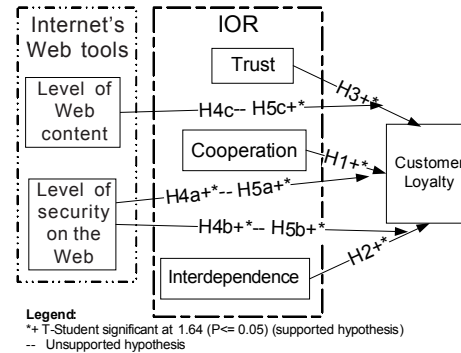 Internet's
Web tools
IOR
Trust
Level of
Web
content
H3+*
H4c-- H5c+*
Cooperation
H1+*
Customer
Loyalty
Level of
security
on the
Web
H4a+*-- H5a+*
H4b+*-- H5b+*
Interdependence
H2+*
Legend:
*+ T-Student significant at 1.64 (P<= 0.05) (supported hypothesis)
-- Unsupported hypothesis